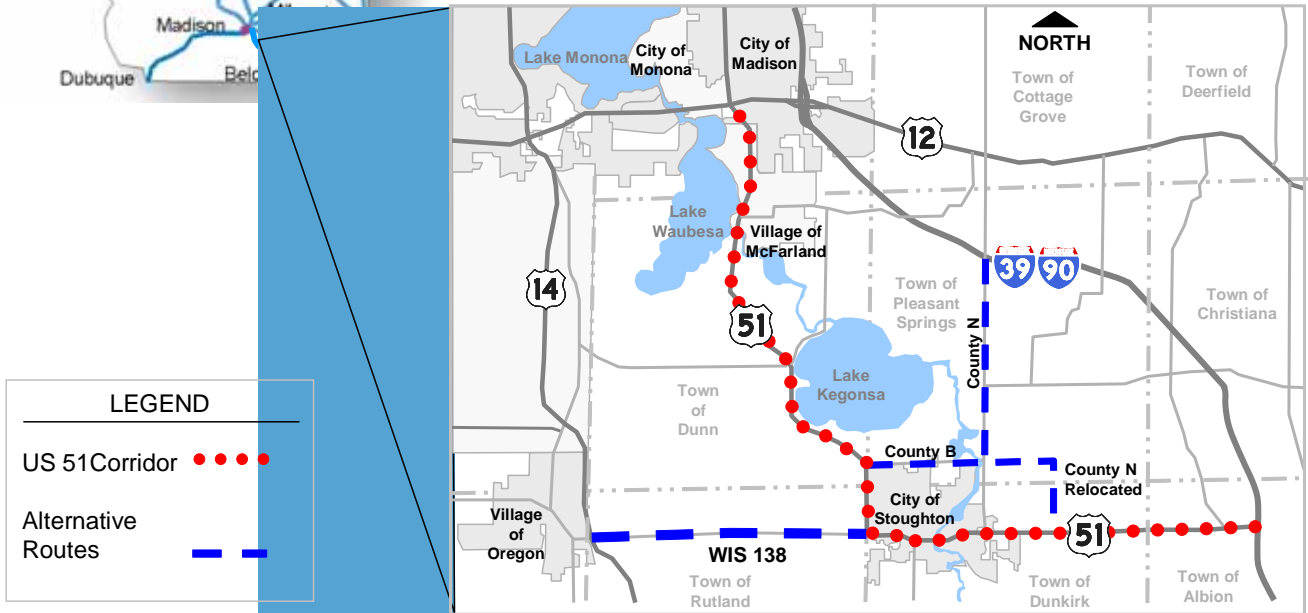 Madison
Dubuque
LEGEND
US 51Corridor
Alternative
Routes
Lake Monona
City of
Monona
City of
Madison
NORTH
Town of
Cottage
Grove
Town of
Deerfield
12
Lake
Waubesa
Village of
McFarland
14
51
Town of
Pleasant
Springs
County N
39
90
Town of
Christiana
Lake
Kegonsa
Town
of
Dunn
County B
County N
Relocated
City of
Stoughton
Village
of
Oregon
WIS 138
51
Town of
Rutland
Town of
Dunkirk
Town of
Albion